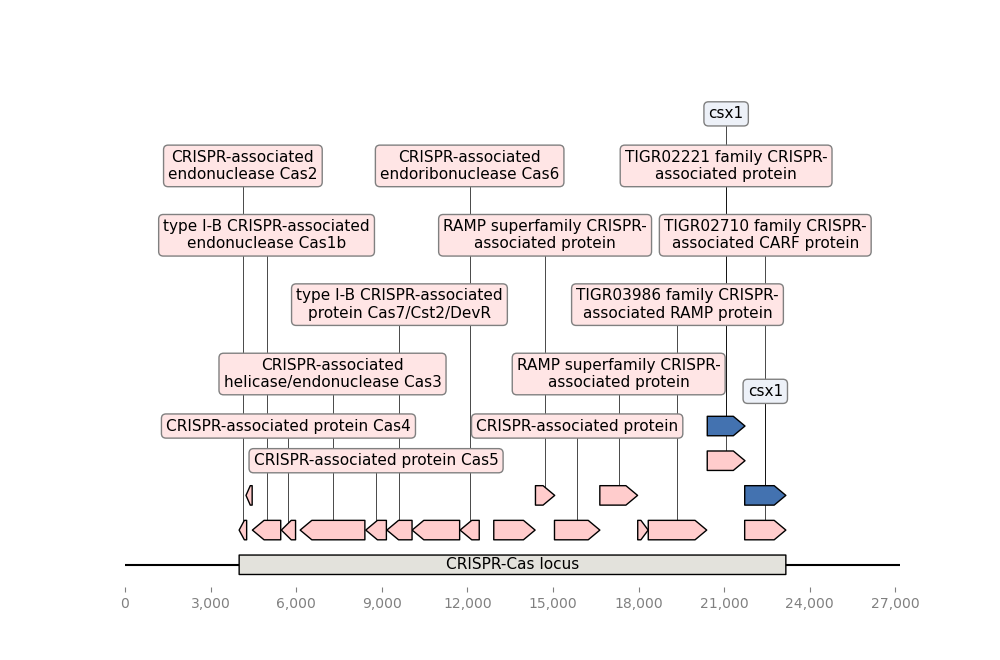 csx1
CRISPR-associated
endonuclease Cas2
CRISPR-associated
endoribonuclease Cas6
TIGR02221 family CRISPR-
associated protein
type I-B CRISPR-associated
endonuclease Cas1b
RAMP superfamily CRISPR-
associated protein
TIGR02710 family CRISPR-
associated CARF protein
type I-B CRISPR-associated
protein Cas7/Cst2/DevR
TIGR03986 family CRISPR-
associated RAMP protein
CRISPR-associated
helicase/endonuclease Cas3
RAMP superfamily CRISPR-
associated protein
csx1
CRISPR-associated protein Cas4
CRISPR-associated protein
CRISPR-associated protein Cas5
CRISPR-Cas locus
0 3,000 6,000 9,000 12,000 15,000 18,000 21,000 24,000 27,000